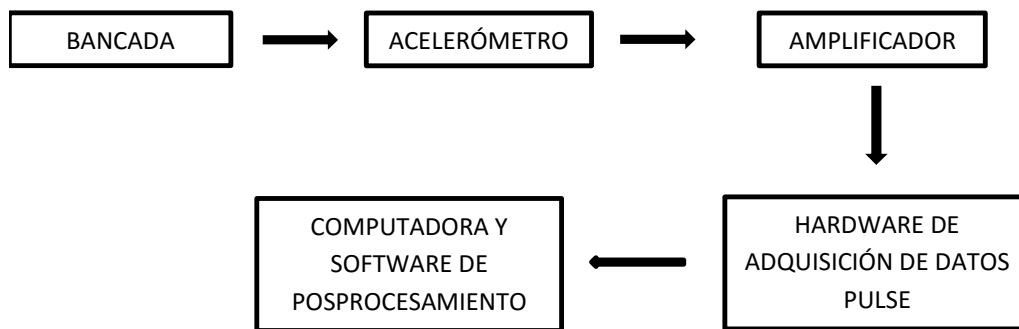 BANCADA
ACELERÓMETRO
AMPLIFICADOR
HARDWARE DE
ADQUISICIÓN DE DATOS
PULSE
COMPUTADORA Y
SOFTWARE DE
POSPROCESAMIENTO